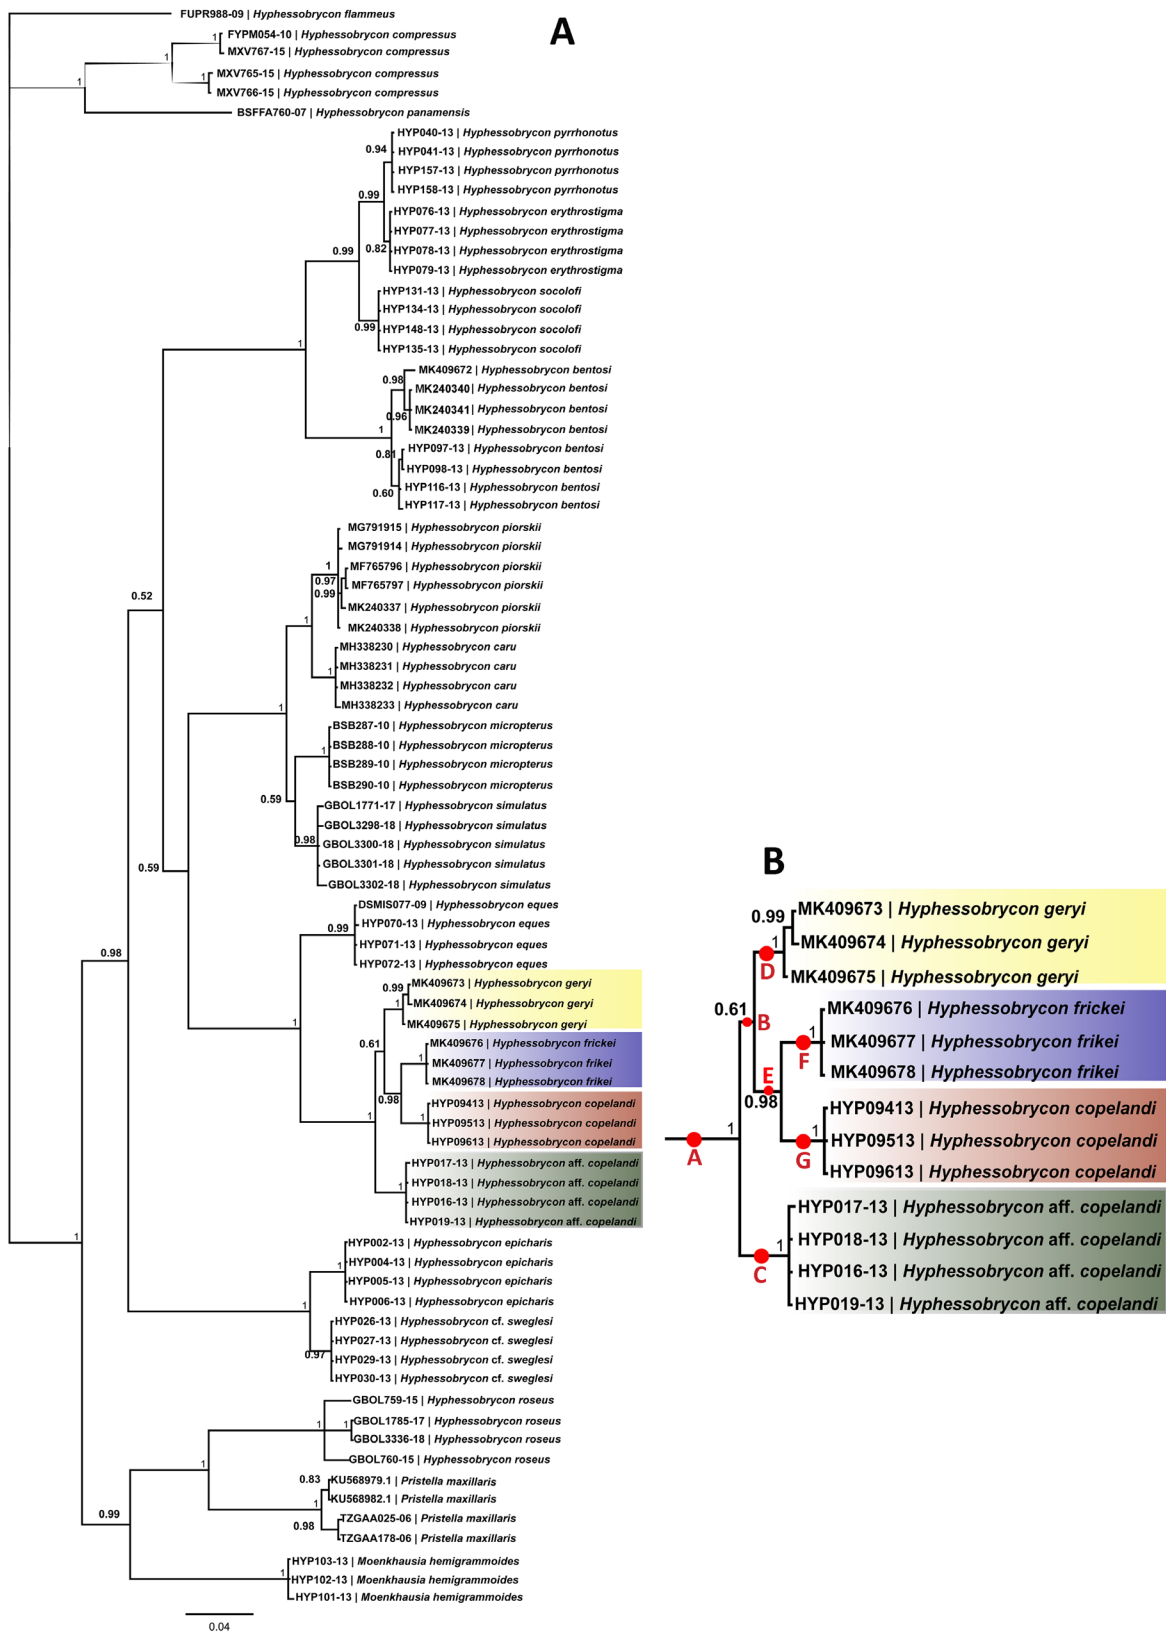 A
FUPR988-09 | Hyphessobrycon flammeus
FYPM054-10 | Hyphessobrycon compressus
1
MXV767-15 | Hyphessobrycon compressus
1
MXV765-15 | Hyphessobrycon compressus
1
1
MXV766-15 | Hyphessobrycon compressus
BSFFA760-07 | Hyphessobrycon panamensis
HYP040-13 | Hyphessobrycon pyrrhonotus
0.94
HYP041-13 | Hyphessobrycon pyrrhonotus
HYP157-13 | Hyphessobrycon pyrrhonotus
HYP158-13 | Hyphessobrycon pyrrhonotus
0.99
HYP076-13 | Hyphessobrycon erythrostigma
HYP077-13 | Hyphessobrycon erythrostigma
0.99
0.82
HYP078-13 | Hyphessobrycon erythrostigma
HYP079-13 | Hyphessobrycon erythrostigma
HYP131-13 | Hyphessobrycon socolofi
HYP134-13 | Hyphessobrycon socolofi
0.99
HYP148-13 | Hyphessobrycon socolofi
1
HYP135-13 | Hyphessobrycon socolofi
MK409672 | Hyphessobrycon bentosi
0.98
MK240340 | Hyphessobrycon bentosi
MK240341 | Hyphessobrycon bentosi
0.96
1
MK240339 | Hyphessobrycon bentosi
HYP097-13 | Hyphessobrycon bentosi
0.81
HYP098-13 | Hyphessobrycon bentosi
0.60
HYP116-13 | Hyphessobrycon bentosi
HYP117-13 | Hyphessobrycon bentosi
MG791915 | Hyphessobrycon piorskii
MG791914 | Hyphessobrycon piorskii
1
MF765796 | Hyphessobrycon piorskii
0.97
MF765797 | Hyphessobrycon piorskii
0.99
0.52
MK240337 | Hyphessobrycon piorskii
1
MK240338 | Hyphessobrycon piorskii
MH338230 | Hyphessobrycon caru
1
MH338231 | Hyphessobrycon caru
MH338232 | Hyphessobrycon caru
1
MH338233 | Hyphessobrycon caru
BSB287-10 | Hyphessobrycon micropterus
1
BSB288-10 | Hyphessobrycon micropterus
BSB289-10 | Hyphessobrycon micropterus
BSB290-10 | Hyphessobrycon micropterus
0.59
GBOL1771-17 | Hyphessobrycon simulatus
GBOL3298-18 | Hyphessobrycon simulatus
0.98
GBOL3300-18 | Hyphessobrycon simulatus
0.59
GBOL3301-18 | Hyphessobrycon simulatus
GBOL3302-18 | Hyphessobrycon simulatus
DSMIS077-09 | Hyphessobrycon eques
0.99
HYP070-13 | Hyphessobrycon eques
HYP071-13 | Hyphessobrycon eques
0.98
HYP072-13 | Hyphessobrycon eques
MK409673 | Hyphessobrycon geryi
0.99
MK409674 | Hyphessobrycon geryi
1
MK409675 | Hyphessobrycon geryi
0.61
MK409676 | Hyphessobrycon frickei
1
MK409677 | Hyphessobrycon frikei
MK409678 | Hyphessobrycon frikei
0.98
HYP09413 | Hyphessobrycon copelandi
1
1
HYP09513 | Hyphessobrycon copelandi
HYP09613 | Hyphessobrycon copelandi
HYP017-13 | Hyphessobrycon aff. copelandi
1
HYP018-13 | Hyphessobrycon aff. copelandi
HYP016-13 | Hyphessobrycon aff. copelandi
HYP019-13 | Hyphessobrycon aff. copelandi
1
HYP002-13 | Hyphessobrycon epicharis
1
HYP004-13 | Hyphessobrycon epicharis
HYP005-13 | Hyphessobrycon epicharis
1
HYP006-13 | Hyphessobrycon epicharis
HYP026-13 | Hyphessobrycon cf. sweglesi
HYP027-13 | Hyphessobrycon cf. sweglesi
0.97
HYP029-13 | Hyphessobrycon cf. sweglesi
HYP030-13 | Hyphessobrycon cf. sweglesi
GBOL759-15 | Hyphessobrycon roseus
1
1
GBOL1785-17 | Hyphessobrycon roseus
GBOL3336-18 | Hyphessobrycon roseus
1
GBOL760-15 | Hyphessobrycon roseus
0.83
KU568979.1 | Pristella maxillaris
1
KU568982.1 | Pristella maxillaris
0.99
TZGAA025-06 | Pristella maxillaris
0.98
TZGAA178-06 | Pristella maxillaris
HYP103-13 | Moenkhausia hemigrammoides
1
HYP102-13 | Moenkhausia hemigrammoides
HYP101-13 | Moenkhausia hemigrammoides
0.04
B
MK409673 | Hyphessobrycon geryi
0.99
MK409674 | Hyphessobrycon geryi
1
D
MK409675 | Hyphessobrycon geryi
0.61
B
MK409676 | Hyphessobrycon frickei
1
MK409677 | Hyphessobrycon frikei
F
MK409678 | Hyphessobrycon frikei
E
0.98
HYP09413 | Hyphessobrycon copelandi
1
1
HYP09513 | Hyphessobrycon copelandi
A
G
HYP09613 | Hyphessobrycon copelandi
HYP017-13 | Hyphessobrycon aff. copelandi
1
HYP018-13 | Hyphessobrycon aff. copelandi
C
HYP016-13 | Hyphessobrycon aff. copelandi
HYP019-13 | Hyphessobrycon aff. copelandi